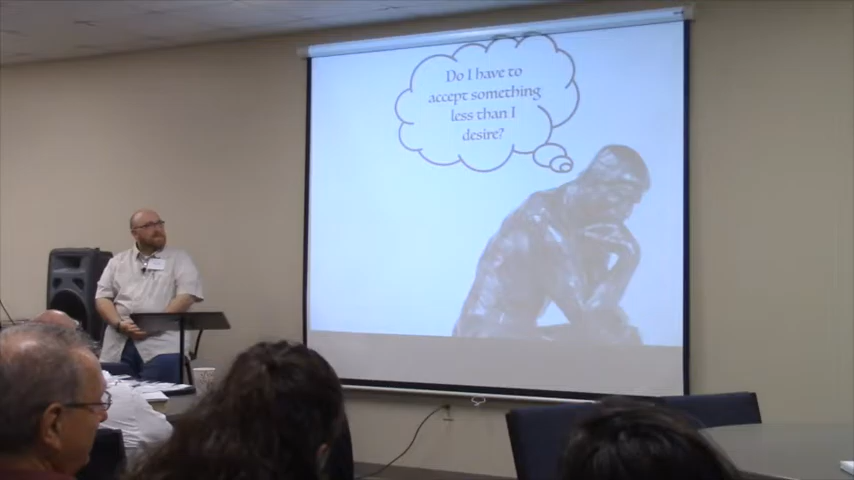 Do I have to
accept something
less than I
desire?